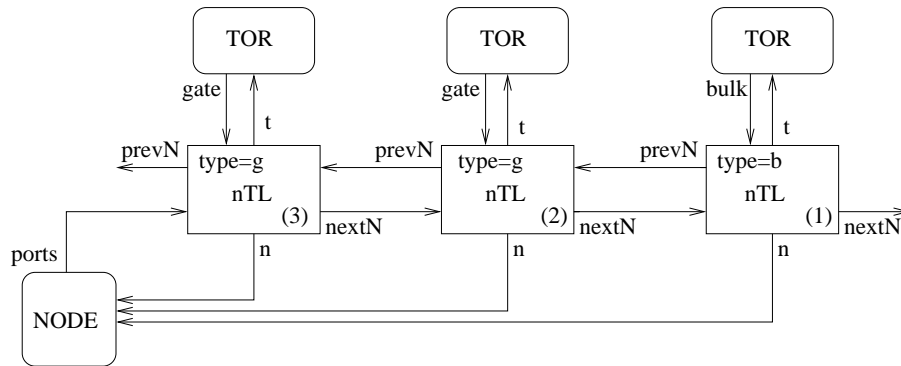 TOR TOR TOR
gate gate bulk
t t t
prevN prevN prevN
type=g type=g type=b
nTL nTL nTL
(3) (2) (1)
nextN nextN nextN
n n n
ports
NODE